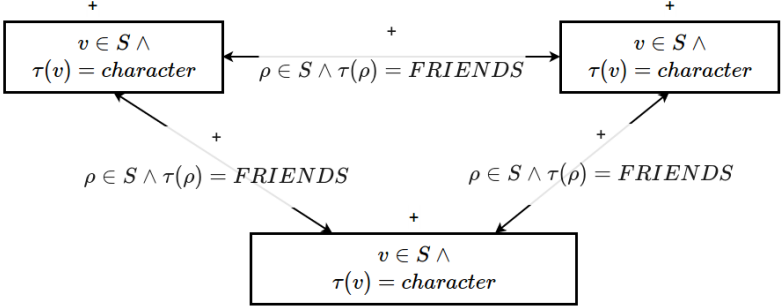 +
+
v ∈ S ∧
τ(v) = character
+
v ∈ S ∧
τ(v) = character
ρ ∈ S ∧ τ(ρ) = FRIENDS
+
+
ρ ∈ S ∧ τ(ρ) = FRIENDS
ρ ∈ S ∧ τ(ρ) = FRIENDS
+
v ∈ S ∧
τ(v) = character